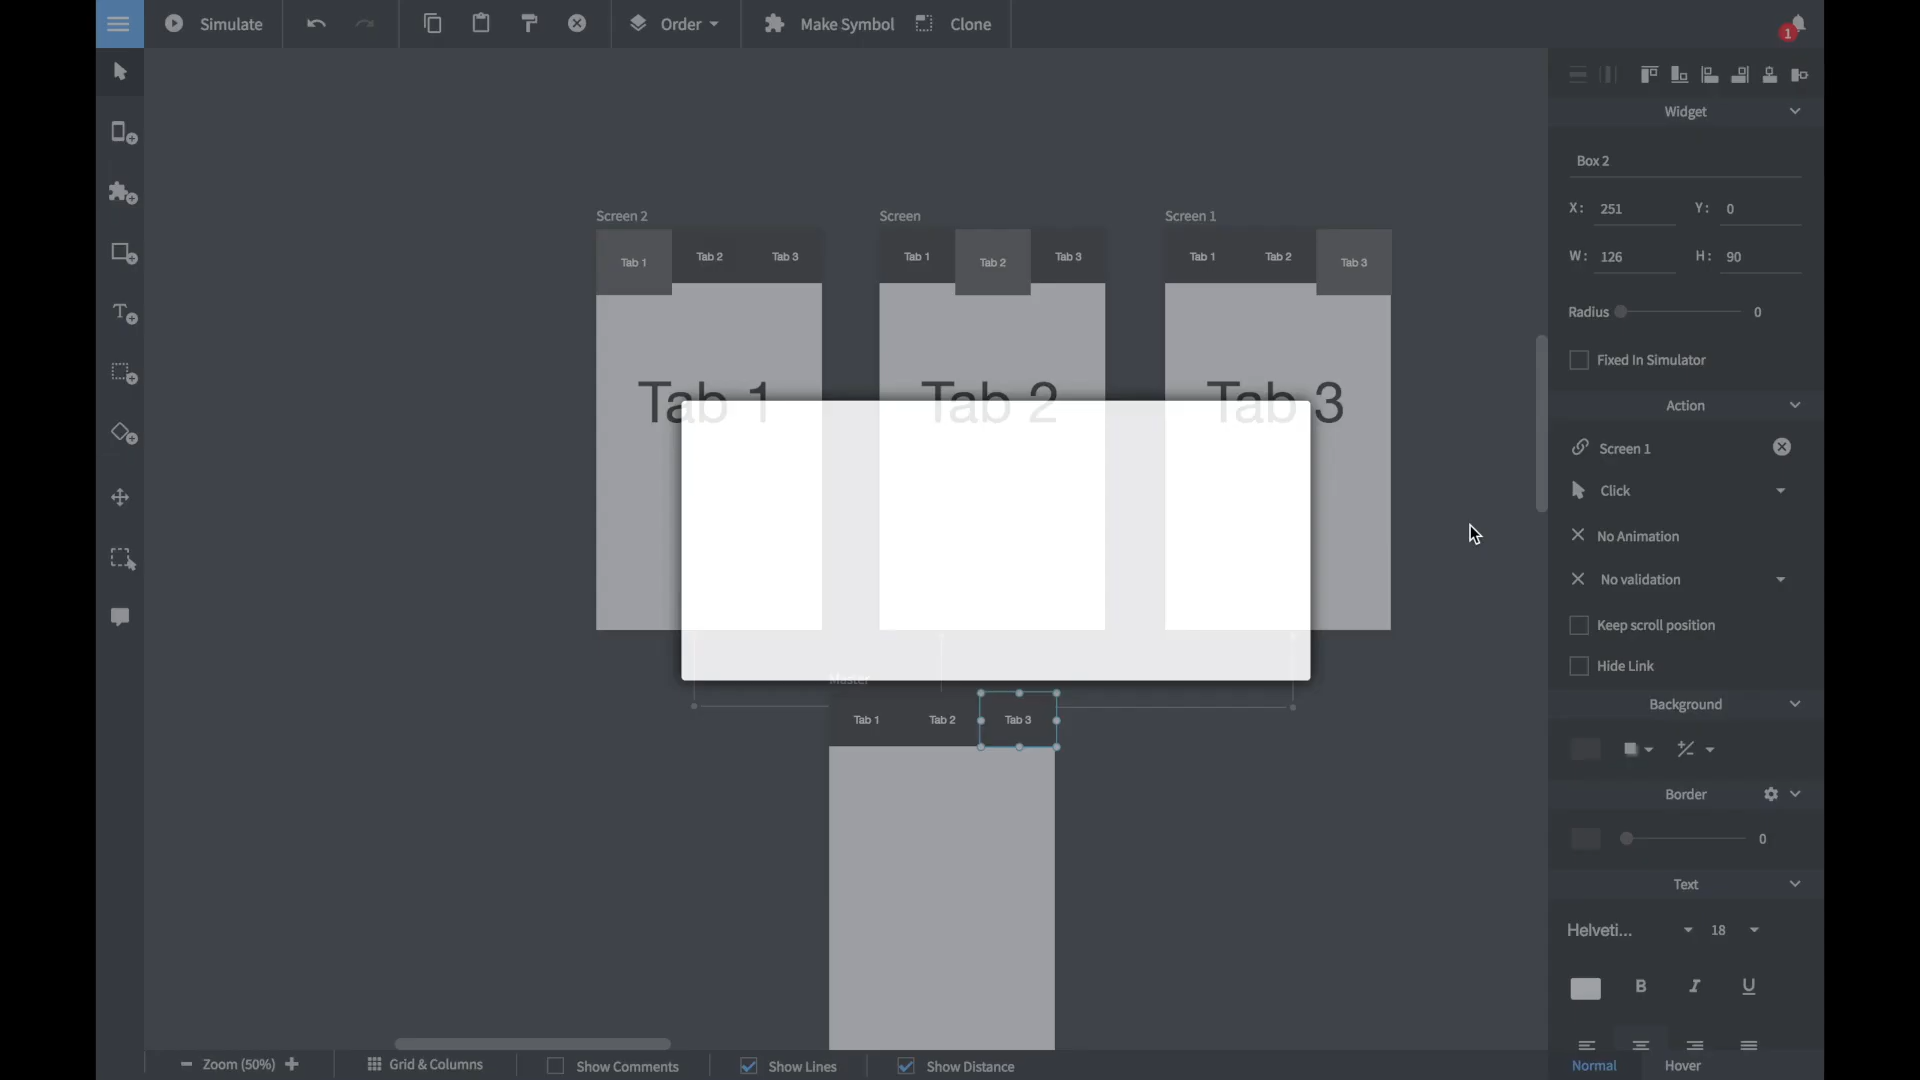 Simulate
Order
Make Symbol
Clone
1
Widget
Box 2
X: 251 Y: 0
W: 126 H: 90
Radius 0
Fixed In Simulator
Action
Screen 1
Click
No Animation
No validation
Keep scroll position
Hide Link
Background
Border
0
Text
Helveti... 18
B I U
Normal Hover
Screen 2
Tab 1 Tab 2 Tab 3
Tab 1
Screen
Tab 1 Tab 2 Tab 3
Tab 2
Screen 1
Tab 1 Tab 2 Tab 3
Tab 3
Master
Tab 1 Tab 2 Tab 3
Zoom (50%)
Grid & Columns
Show Comments
Show Lines
Show Distance